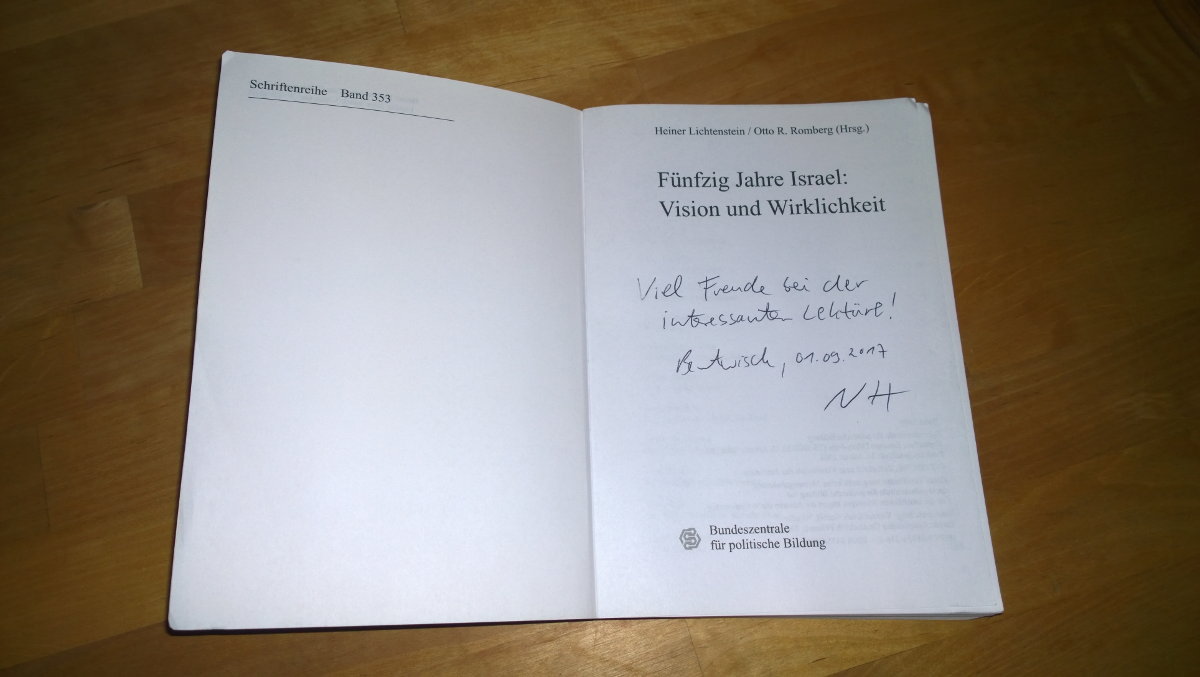 Schriftenreihe Band 353
Heiner Lichtenstein / Otto R. Romberg (Hrsg.)
Fünfzig Jahre Israel:
Vision und Wirklichkeit
Viel Freude bei der
interessanten Lektüre!
Bentwisch, 01.09.2017
NH
Bundeszentrale
für politische Bildung